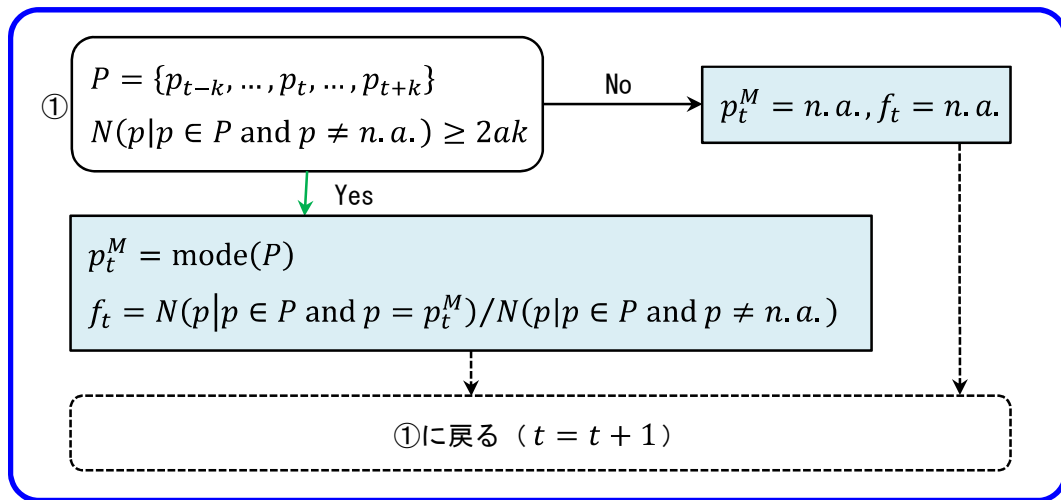 ①
P = {p_{t−k}, …, p_t, …, p_{t+k}}
N(p|p ∈ P and p ≠ n.a.) ≥ 2ak
No
p_t^M = n.a., f_t = n.a.
Yes
p_t^M = mode(P)
f_t = N(p|p ∈ P and p = p_t^M)/N(p|p ∈ P and p ≠ n.a.)
①に戻る（t = t + 1）